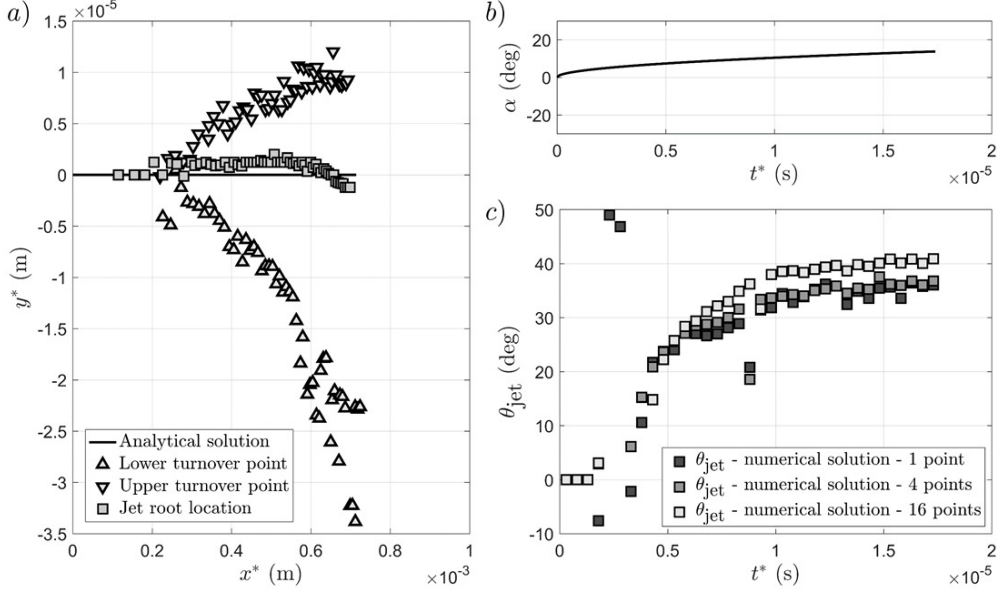 a)
×10⁻⁵
1.5
1
0.5
0
-0.5
-1
-1.5
-2
-2.5
-3
-3.5
y* (m)
Analytical solution
Lower turnover point
Upper turnover point
Jet root location
0 0.2 0.4 0.6 0.8 1
x* (m)
×10⁻³
b)
20
0
-20
α (deg)
0 0.5 1 1.5 2
t* (s)
×10⁻⁵
c)
50
40
30
20
10
0
-10
θjet (deg)
θjet - numerical solution - 1 point
θjet - numerical solution - 4 points
θjet - numerical solution - 16 points
0 0.5 1 1.5 2
t* (s)
×10⁻⁵